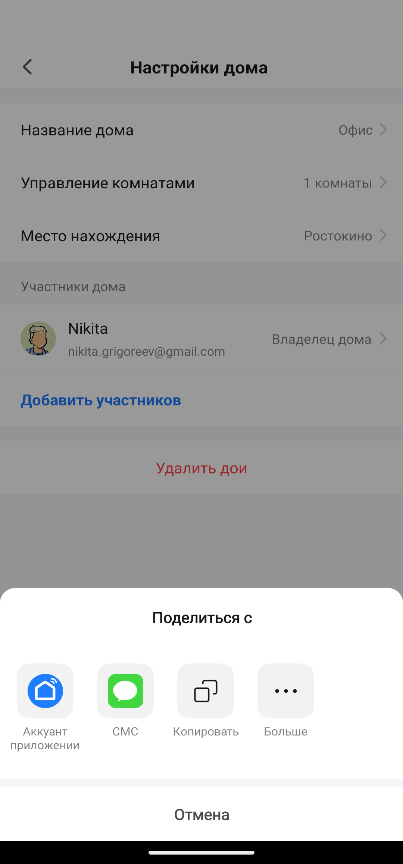 Настройки дома
Название дома
Офис
Управление комнатами
1 комнаты
Место нахождения
Ростокино
Участники дома
Nikita
nikita.grigoreev@gmail.com
Владелец дома
Добавить участников
Удалить дои
Поделиться с
Аккуант
приложении
СМС
Копировать
Больше
Отмена